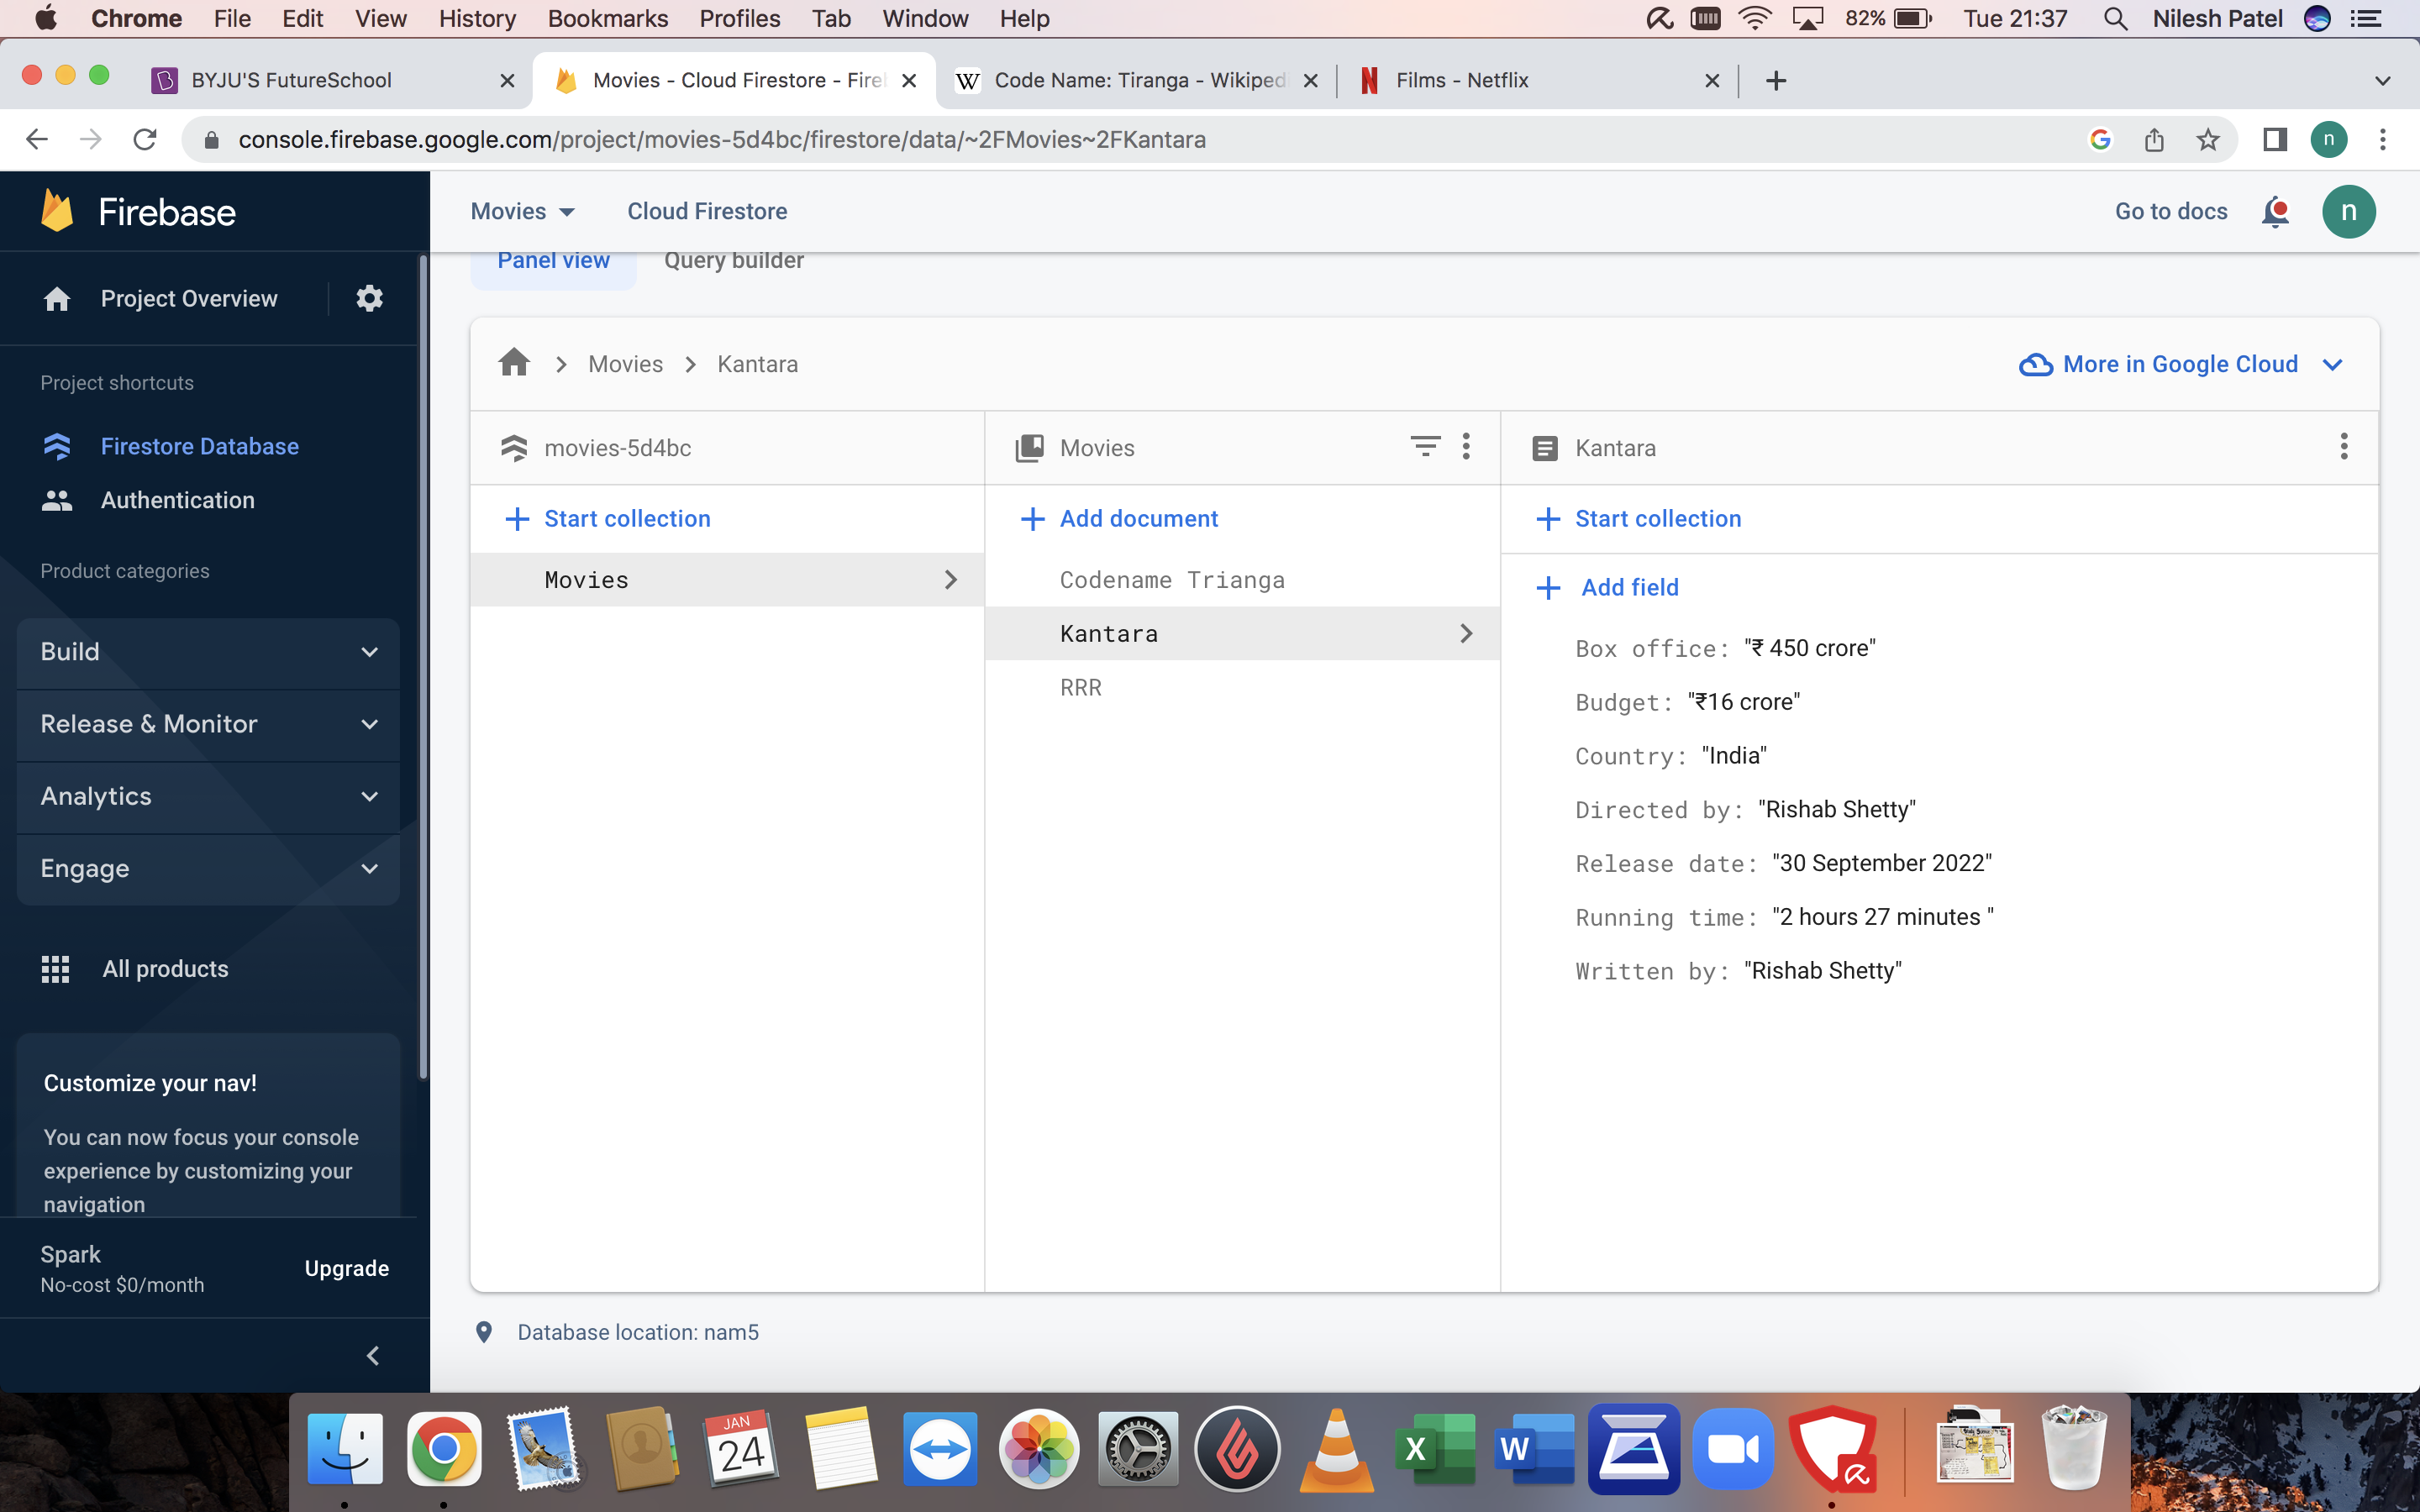 Chrome File Edit View History Bookmarks Profiles Tab Window Help 82% Tue 21:37 Nilesh Patel
BYJU'S FutureSchool Movies - Cloud Firestore - Fire Code Name: Tiranga - Wikiped Films - Netflix
console.firebase.google.com/project/movies-5d4bc/firestore/data/~2FMovies~2FKantara n
Firebase Movies Cloud Firestore Go to docs n
Panel view Query builder
Project Overview
Movies Kantara More in Google Cloud
Project shortcuts
Firestore Database
Authentication
Product categories
Build
Release & Monitor
Analytics
Engage
All products
Customize your nav!
You can now focus your console
experience by customizing your
navigation
Spark
No-cost $0/month
Upgrade
movies-5d4bc
Start collection
Movies
Movies
Add document
Codename Trianga
Kantara
RRR
Kantara
Start collection
Add field
Box office: "₹ 450 crore"
Budget: "₹16 crore"
Country: "India"
Directed by: "Rishab Shetty"
Release date: "30 September 2022"
Running time: "2 hours 27 minutes "
Written by: "Rishab Shetty"
Database location: nam5
JAN
24
X
W